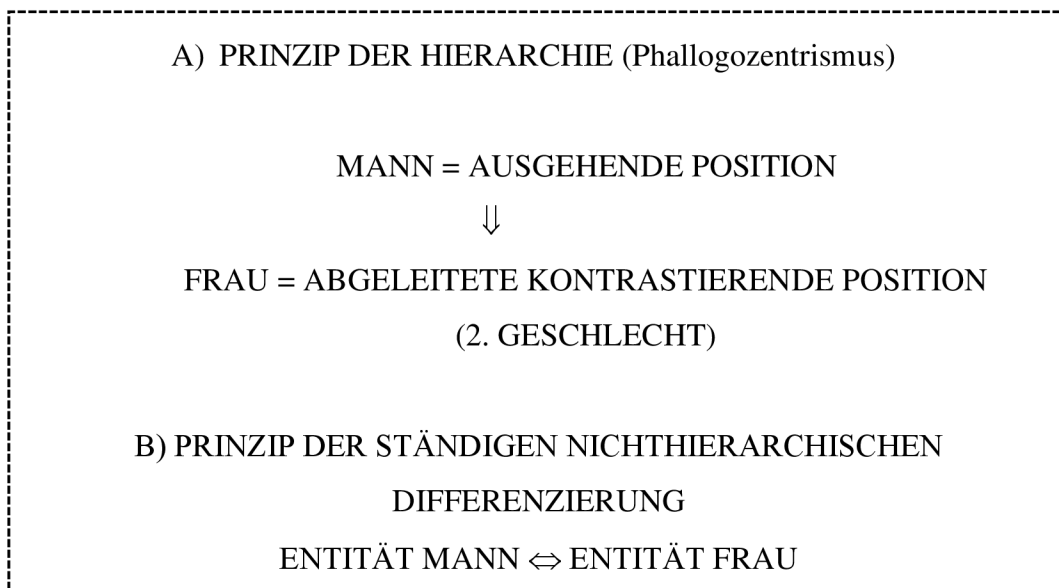 A) PRINZIP DER HIERARCHIE (Phallogozentrismus)
MANN = AUSGEHENDE POSITION
⇓
FRAU = ABGELEITETE KONTRASTIERENDE POSITION
(2. GESCHLECHT)
B) PRINZIP DER STÄNDIGEN NICHTHIERARCHISCHEN
DIFFERENZIERUNG
ENTITÄT MANN ⇔ ENTITÄT FRAU